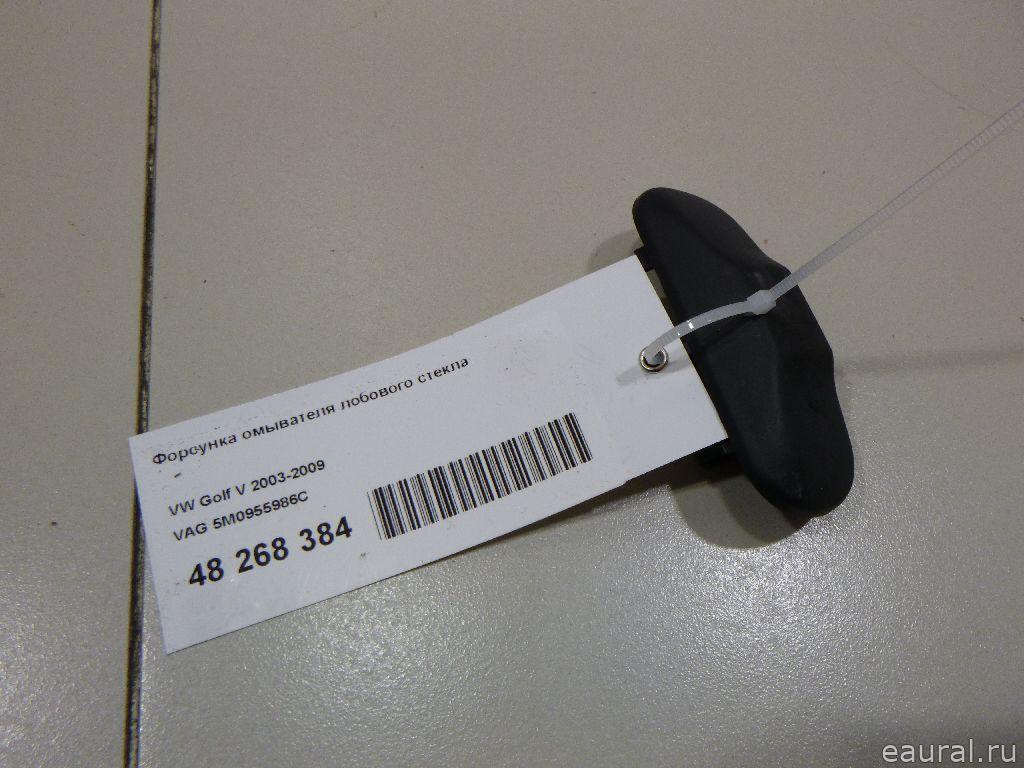 Форсунка омывателя лобового стекла
-
VW Golf V 2003-2009
VAG 5M0955986C
48 268 384
eaural.ru